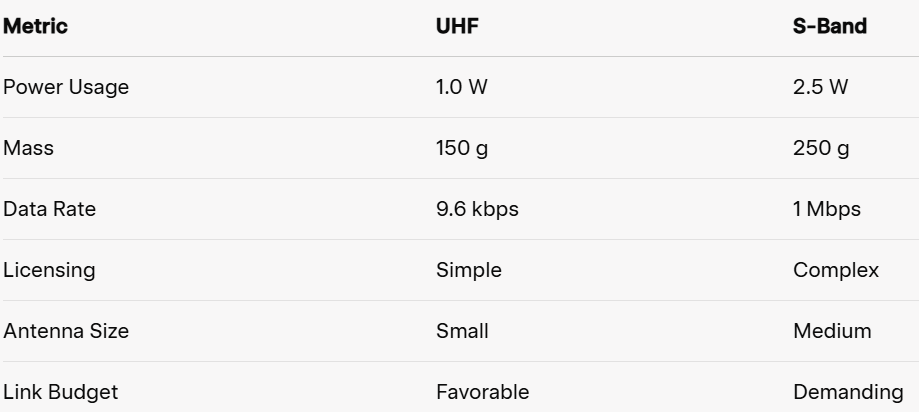 Metric UHF S-Band
Power Usage 1.0 W 2.5 W
Mass 150 g 250 g
Data Rate 9.6 kbps 1 Mbps
Licensing Simple Complex
Antenna Size Small Medium
Link Budget Favorable Demanding